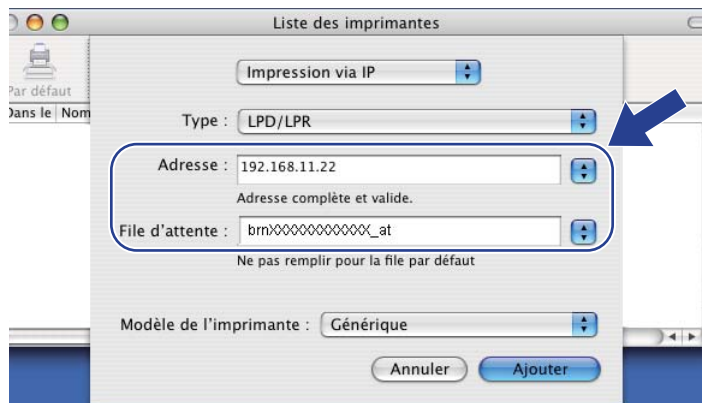 Liste des imprimantes
Par défaut
Dans le Nom
Impression via IP
Type : LPD/LPR
Adresse : 192.168.11.22
Adresse complète et valide.
File d'attente : brnXXXXXXXXXXXX_at
Ne pas remplir pour la file par défaut
Modèle de l'imprimante : Générique
Annuler Ajouter